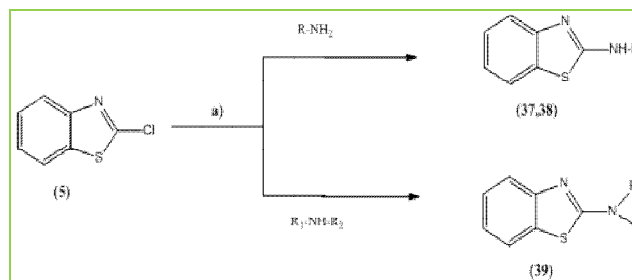 R-NH2
N
S
NH-
(37,38)
N
S
Cl
(5)
a)
R1-NH-R2
N
S
N
(39)